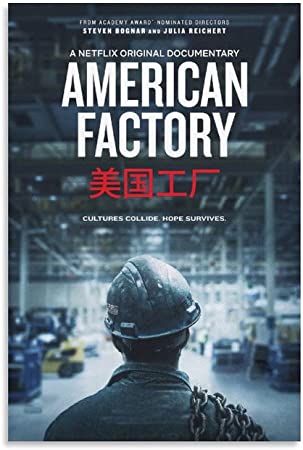 FROM ACADEMY AWARD® NOMINATED DIRECTORS
STEVEN BOGNAR AND JULIA REICHERT
A NETFLIX ORIGINAL DOCUMENTARY
AMERICAN
FACTORY
美国工厂
CULTURES COLLIDE. HOPE SURVIVES.